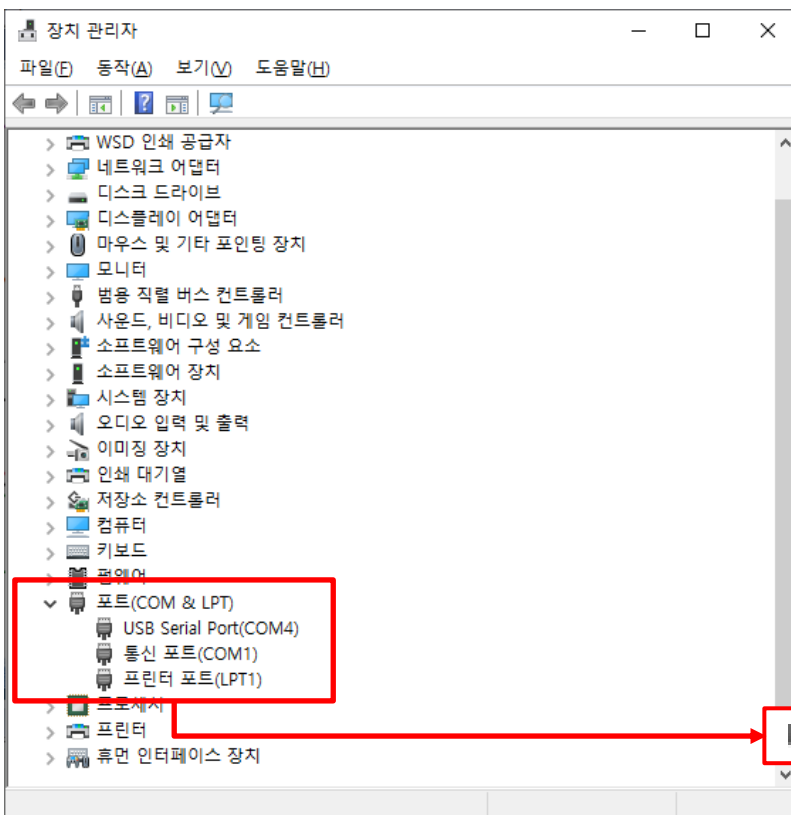 장치 관리자
파일(F) 동작(A) 보기(V) 도움말(H)
WSD 인쇄 공급자
네트워크 어댑터
디스크 드라이브
디스플레이 어댑터
마우스 및 기타 포인팅 장치
모니터
범용 직렬 버스 컨트롤러
사운드, 비디오 및 게임 컨트롤러
소프트웨어 구성 요소
소프트웨어 장치
시스템 장치
오디오 입력 및 출력
이미징 장치
인쇄 대기열
저장소 컨트롤러
컴퓨터
키보드
펌웨어
포트(COM & LPT)
USB Serial Port(COM4)
통신 포트(COM1)
프린터 포트(LPT1)
프로세서
프린터
휴먼 인터페이스 장치